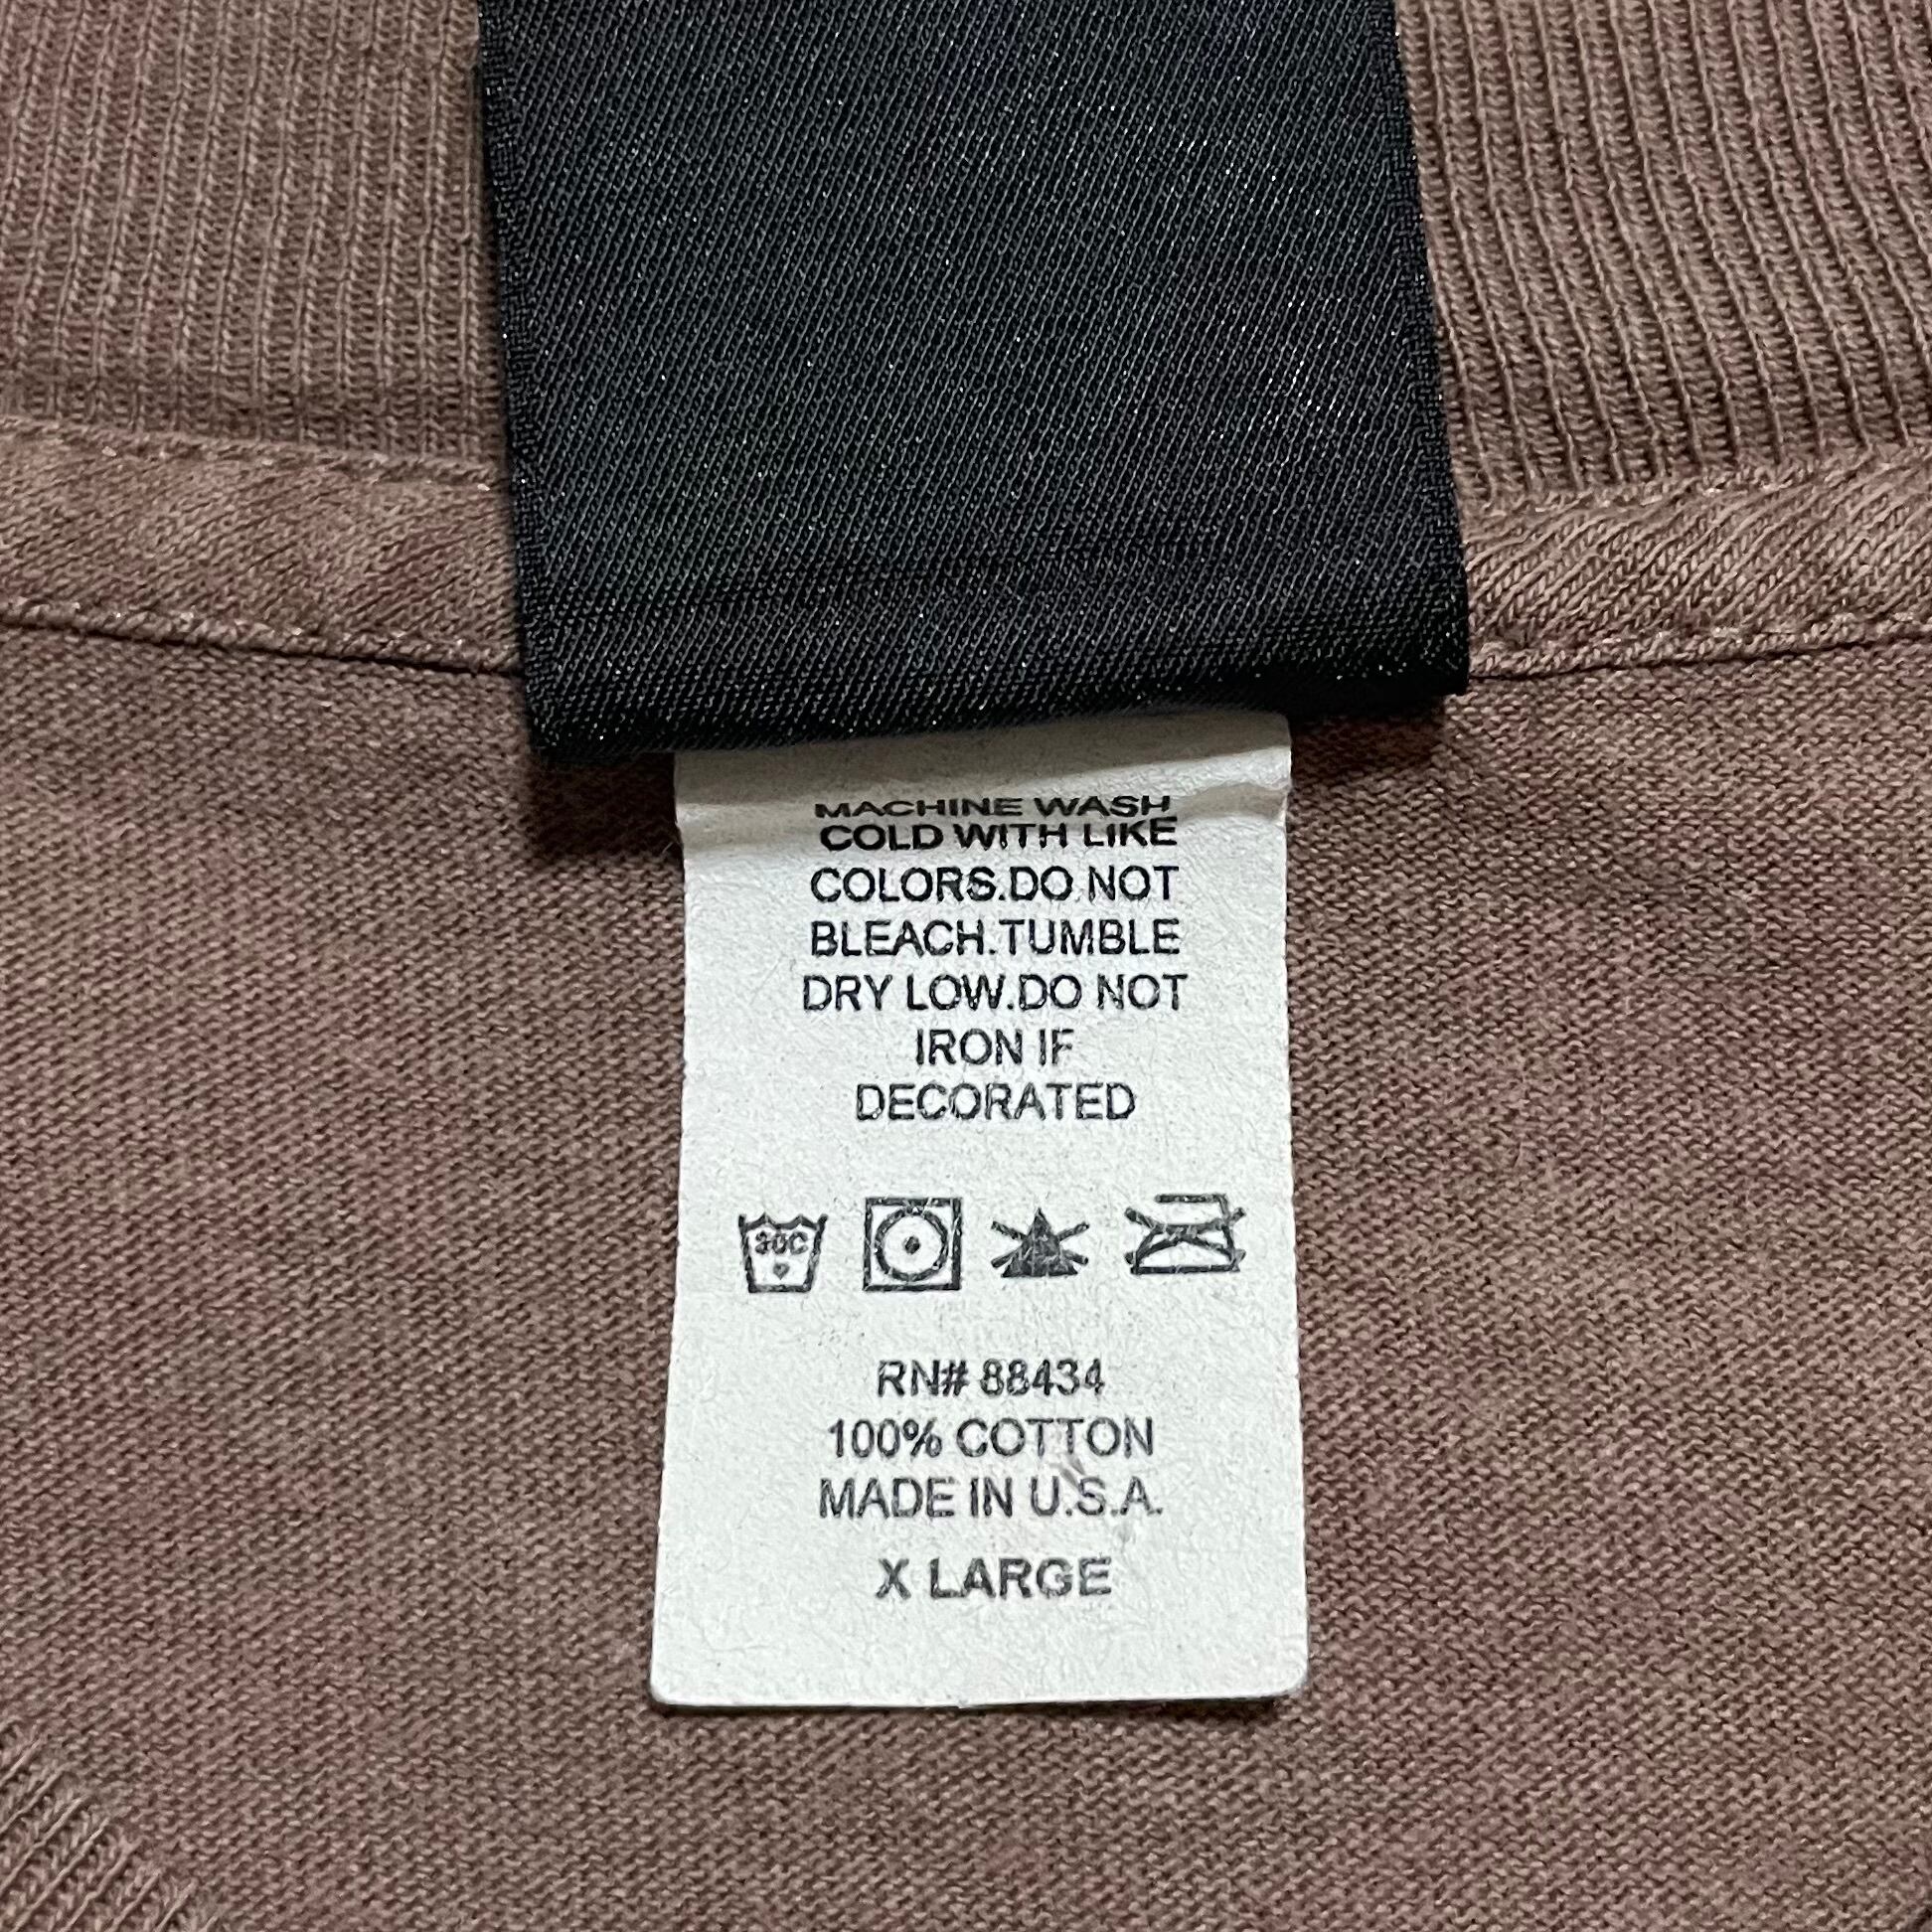 MACHINE WASH
COLD WITH LIKE
COLORS.DO NOT
BLEACH.TUMBLE
DRY LOW.DO NOT
IRON IF
DECORATED
30C
RN# 88434
100% COTTON
MADE IN U.S.A.
X LARGE